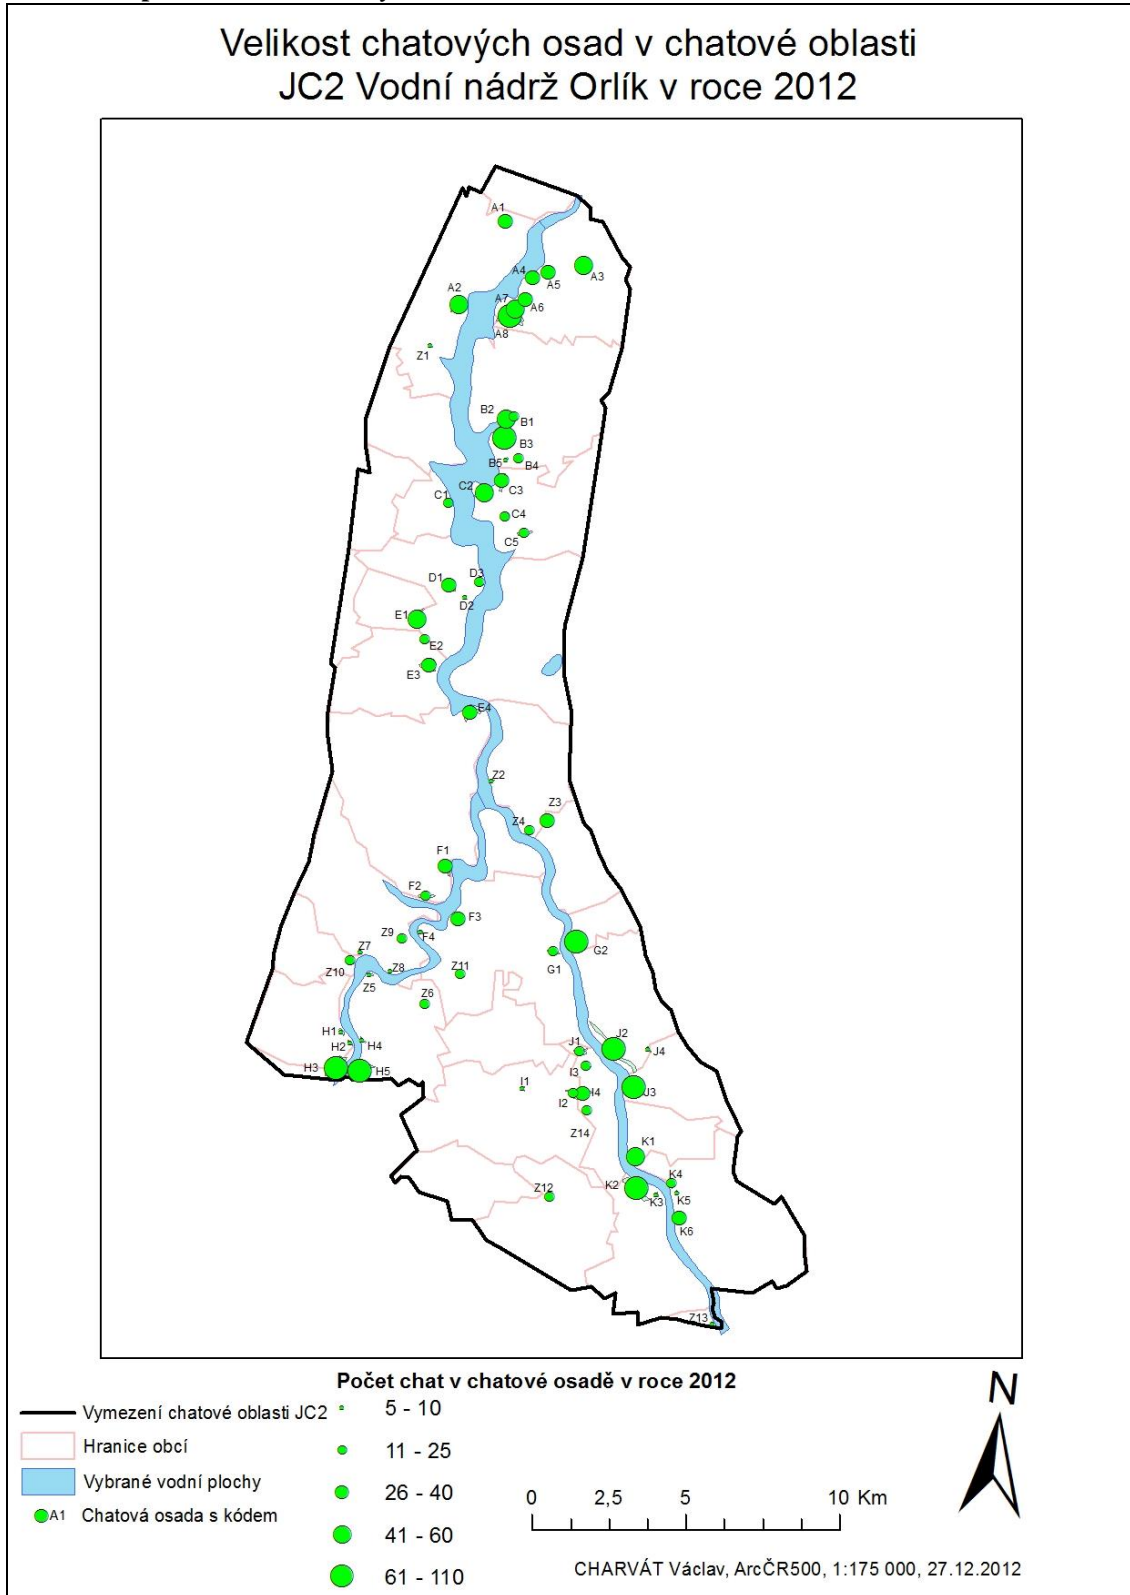 Velikost chatových osad v chatové oblasti
JC2 Vodní nádrž Orlík v roce 2012
A1
A3
A4
A5
A2
A7
A6
A8
Z1
B2
B1
B3
B5
B4
C2
C3
C1
C4
C5
D3
D1
D2
E1
E2
E3
E4
Z2
Z3
Z4
F1
F2
F3
F4
Z9
G2
G1
Z7
Z10
Z8
Z5
Z11
Z6
H1
H2
H4
H3
H5
J2
J1
J4
I3
I1
J3
I2
I4
Z14
K1
K4
K2
K3
K5
K6
Z12
Z13
Počet chat v chatové osadě v roce 2012
Vymezení chatové oblasti JC2
Hranice obcí
Vybrané vodní plochy
A1 Chatová osada s kódem
5 - 10
11 - 25
26 - 40
41 - 60
61 - 110
0 2,5 5 10 Km
N
CHARVÁT Václav, ArcČR500, 1:175 000, 27.12.2012